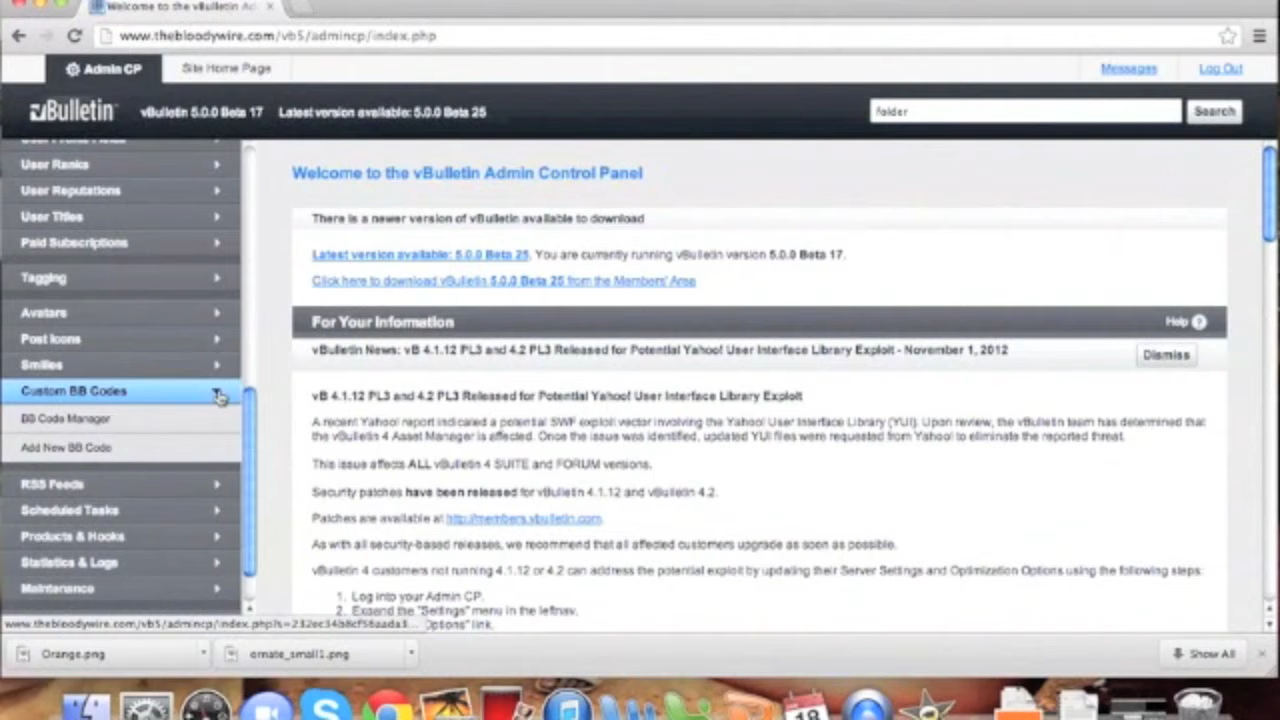 Welcome to the vBulletin Ad
www.thebloodywire.com/vb5/admincp/index.php
Admin CP
Site Home Page
Messages
Log Out
vBulletin
vBulletin 5.0.0 Beta 17
Latest version available: 5.0.0 Beta 25
folder
Search
User Ranks
User Reputations
User Titles
Paid Subscriptions
Tagging
Avatars
Post Icons
Smilies
Custom BB Codes
BB Code Manager
Add New BB Code
RSS Feeds
Scheduled Tasks
Products & Hooks
Statistics & Logs
Maintenance
Welcome to the vBulletin Admin Control Panel
There is a newer version of vBulletin available to download
Latest version available: 5.0.0 Beta 25. You are currently running vBulletin version 5.0.0 Beta 17.
Click here to download vBulletin 5.0.0 Beta 25 from the Members' Area
For Your Information
Help
vBulletin News: vB 4.1.12 PL3 and 4.2 PL3 Released for Potential Yahoo! User Interface Library Exploit - November 1, 2012
Dismiss
vB 4.1.12 PL3 and 4.2 PL3 Released for Potential Yahoo! User Interface Library Exploit
A recent Yahoo! report indicated a potential SWF exploit vector involving the Yahoo! User Interface Library (YUI). Upon review, the vBulletin team has determined that
the vBulletin 4 Asset Manager is affected. Once the issue was identified, updated YUI files were requested from Yahoo! to eliminate the reported threat.
This issue affects ALL vBulletin 4 SUITE and FORUM versions.
Security patches have been released for vBulletin 4.1.12 and vBulletin 4.2.
Patches are available at http://members.vbulletin.com
As with all security-based releases, we recommend that all affected customers upgrade as soon as possible.
vBulletin 4 customers not running 4.1.12 or 4.2 can address the potential exploit by updating their Server Settings and Optimization Options using the following steps:
1. Log into your Admin CP.
2. Expand the "Settings" menu in the leftnav.
Options" link.
Orange.png
ornate_small1.png
Show All
18